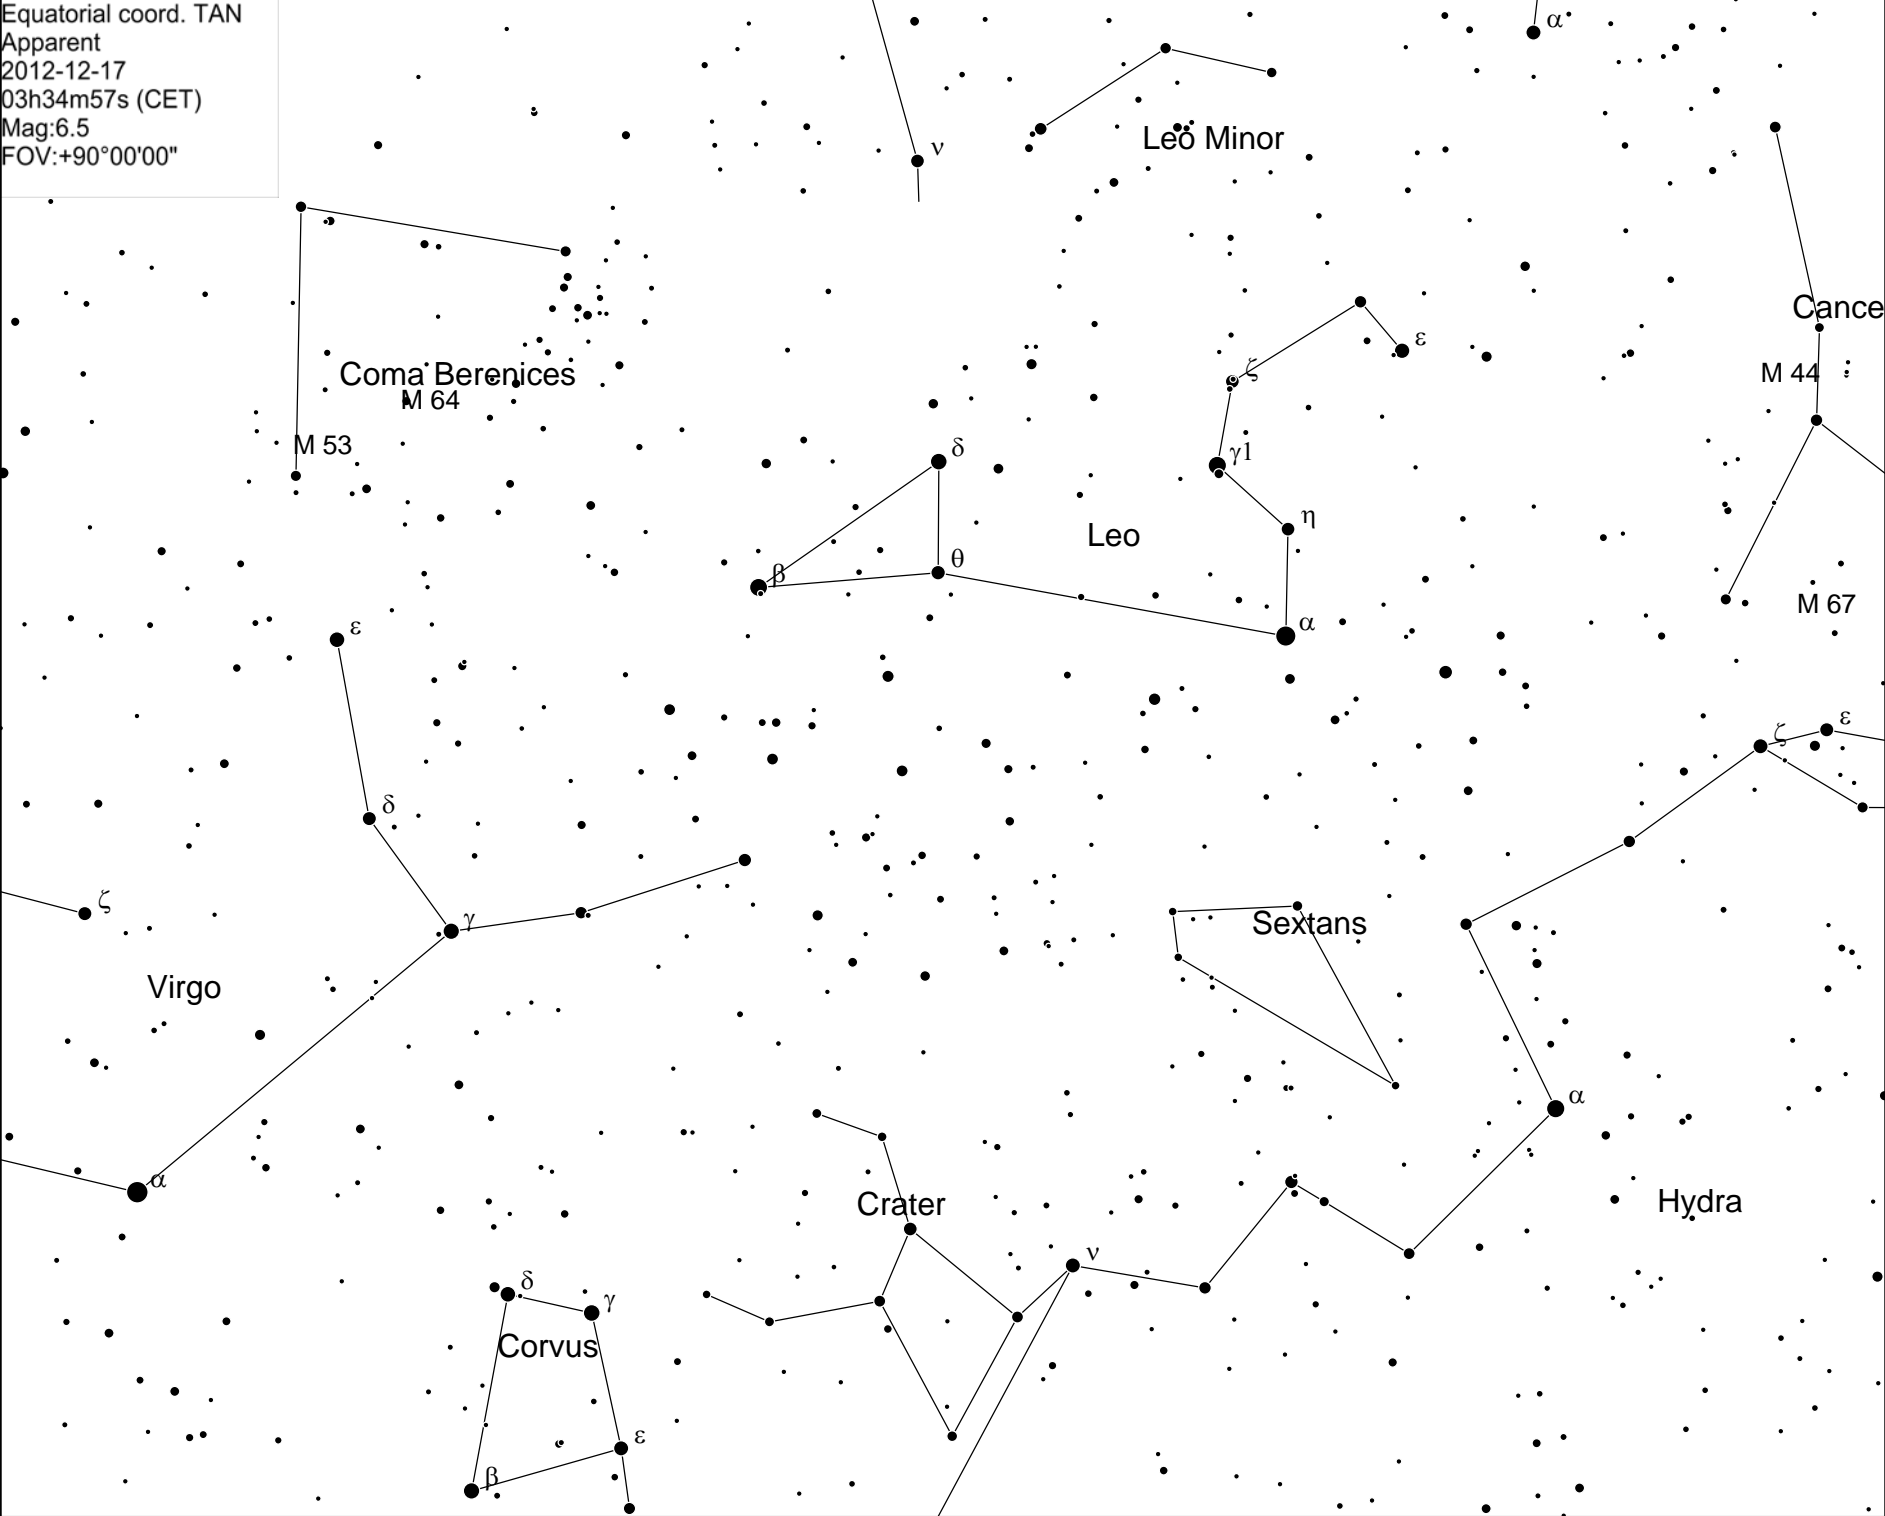 Equatorial coord. TAN
Apparent
2012-12-17
03h34m57s (CET)
Mag:6.5
FOV:+90°00'00"
α
ν
Leo Minor
Cance
ε
ζ
M 44
Coma Berenices
M 64
M 53
δ
γ1
η
Leo
θ
β
M 67
α
ε
ε
ζ
δ
ζ
γ
Sextans
Virgo
α
α
Crater
Hydra
ν
δ
γ
Corvus
ε
β